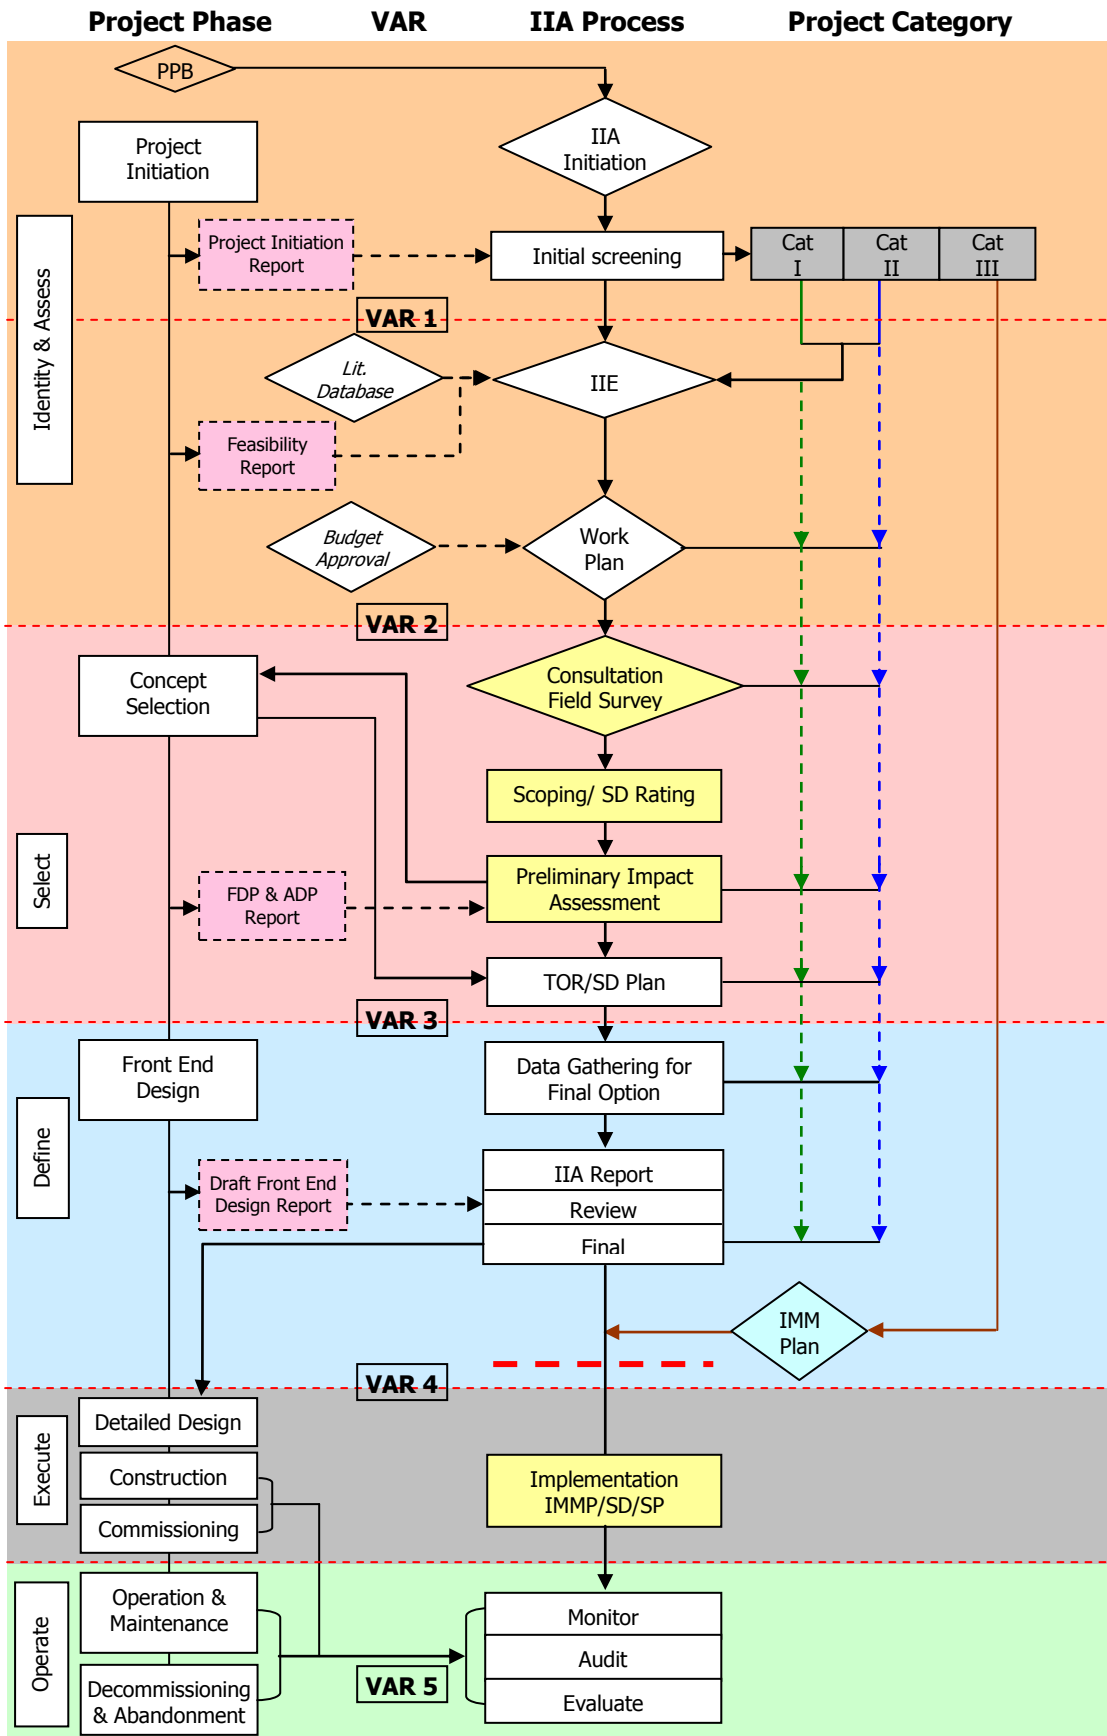 Project Phase VAR IIA Process Project Category
PPB
IIA
Initiation
Project
Initiation
Identity & Assess
Project Initiation
Report
Initial screening
Cat
I
Cat
II
Cat
III
VAR 1
Lit.
Database
IIE
Feasibility
Report
Budget
Approval
Work
Plan
VAR 2
Concept
Selection
Consultation
Field Survey
Scoping/ SD Rating
Select
Preliminary Impact
Assessment
FDP & ADP
Report
TOR/SD Plan
VAR 3
Front End
Design
Data Gathering for
Final Option
Define
Draft Front End
Design Report
IIA Report
Review
Final
IMM
Plan
VAR 4
Detailed Design
Execute
Construction
Commissioning
Implementation
IMMP/SD/SP
Operation &
Maintenance
Operate
Monitor
Audit
Evaluate
VAR 5
Decommissioning
& Abandonment